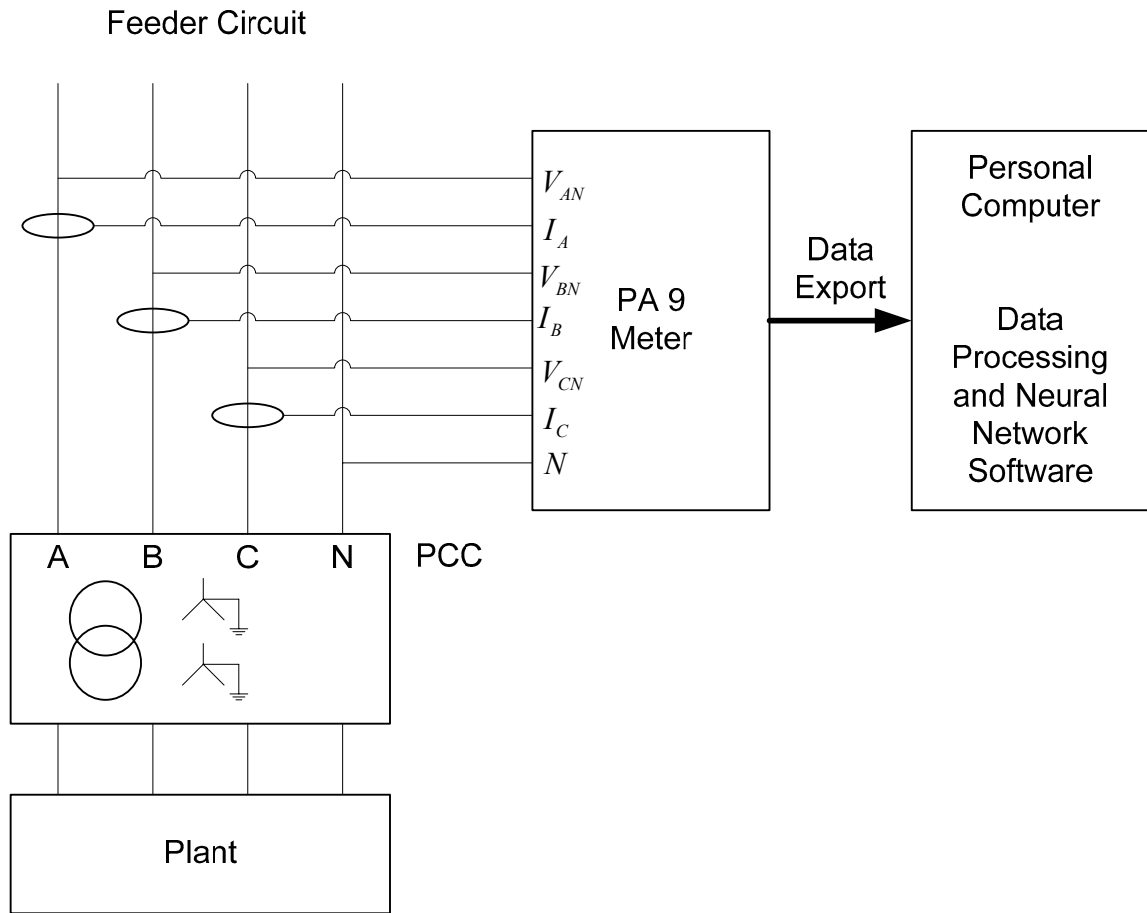 Feeder Circuit
V_AN
I_A
V_BN
I_B
V_CN
I_C
N
PA 9
Meter
Data
Export
Personal
Computer
Data
Processing
and Neural
Network
Software
A B C N
PCC
Plant